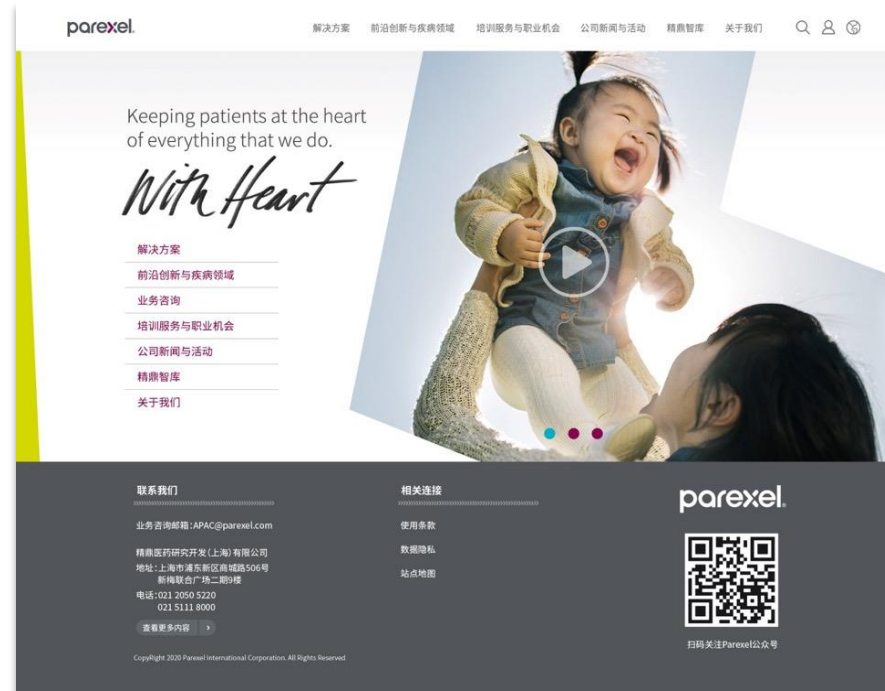 parexel.
解决方案 前沿创新与疾病领域 培训服务与职业机会 公司新闻与活动 精鼎智库 关于我们
Keeping patients at the heart
of everything that we do.
With Heart
解决方案
前沿创新与疾病领域
业务咨询
培训服务与职业机会
公司新闻与活动
精鼎智库
关于我们
联系我们
业务咨询邮箱：APAC@parexel.com
精鼎医药研究开发（上海）有限公司
地址：上海市浦东新区商城路506号
新梅联合广场二期9楼
电话：021 2050 5220
021 5111 8000
查看更多内容 ›
CopyRight 2020 Parexel International Corporation. All Rights Reserved
相关连接
使用条款
数据隐私
站点地图
parexel.
扫码关注Parexel公众号